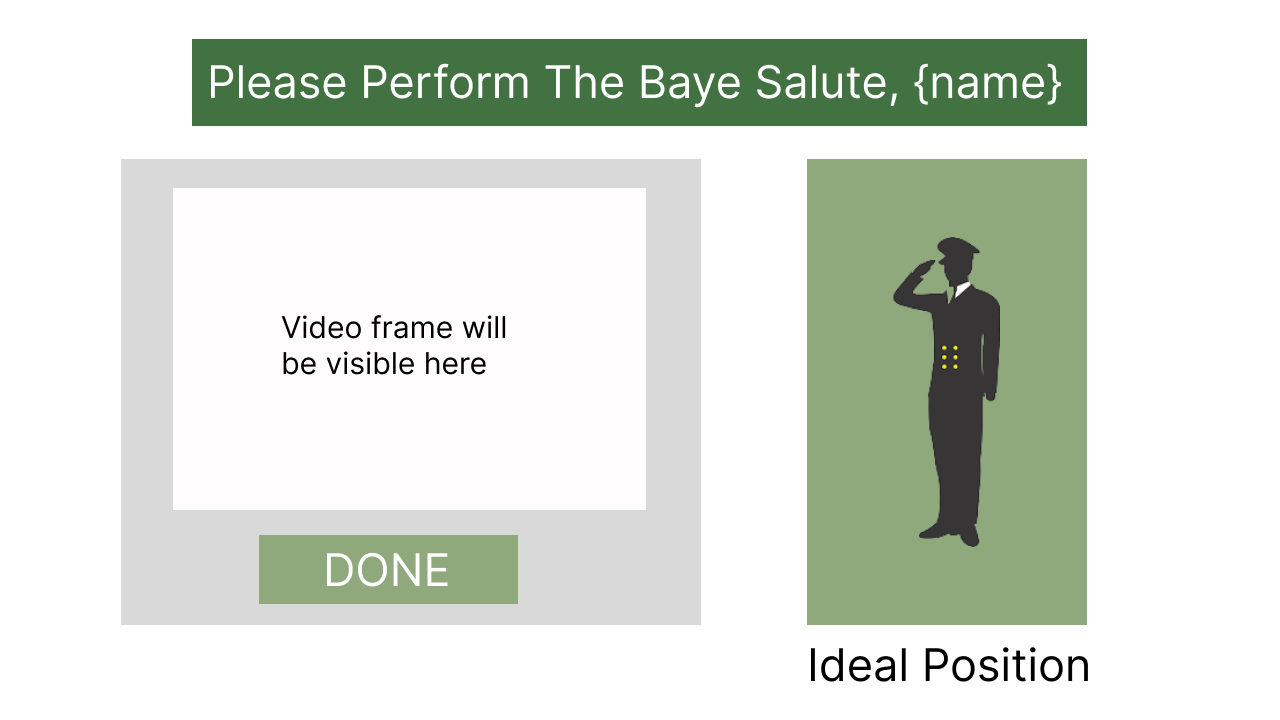 Please Perform The Baye Salute, {name}
Video frame will
be visible here
DONE
Ideal Position